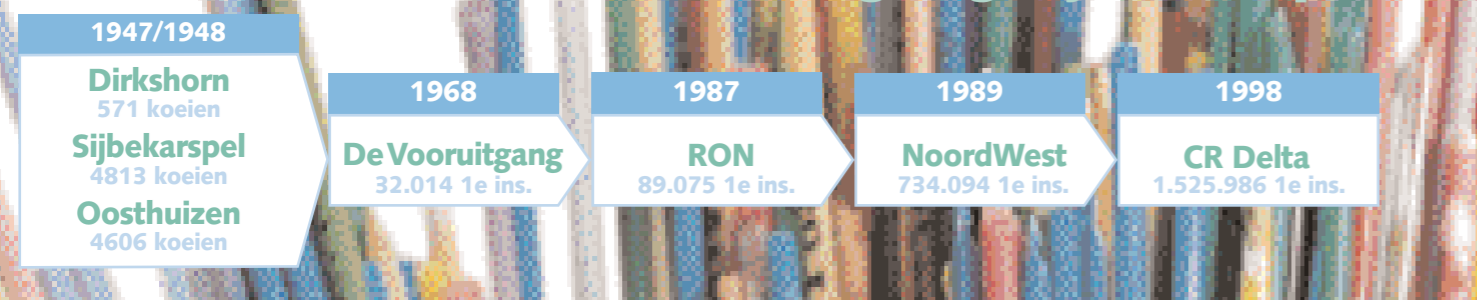 1947/1948
Dirkshorn
571 koeien
Sijbekarspel
4813 koeien
Oosthuizen
4606 koeien
1968
De Vooruitgang
32.014 1e ins.
1987
RON
89.075 1e ins.
1989
NoordWest
734.094 1e ins.
1998
CR Delta
1.525.986 1e ins.